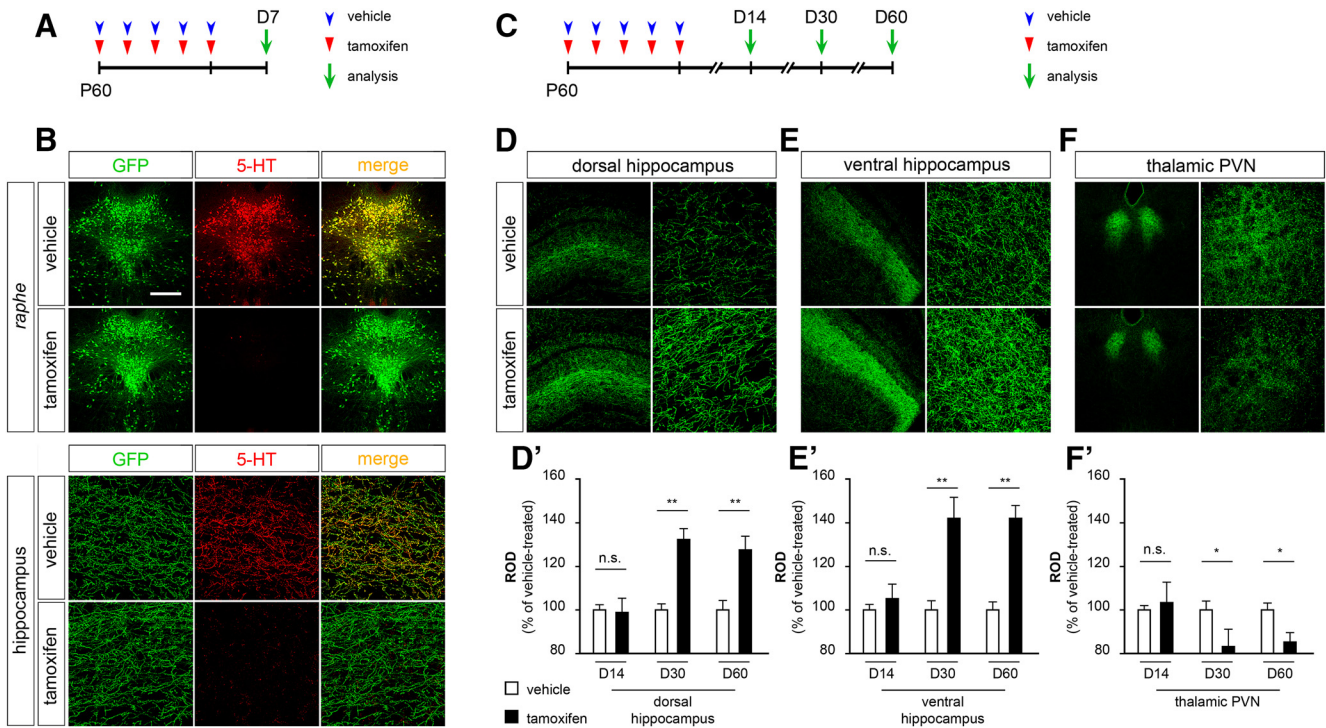 A
D7
vehicle
tamoxifen
analysis
P60
C
D14
D30
D60
vehicle
tamoxifen
analysis
P60
B
GFP
5-HT
merge
raphe
vehicle
tamoxifen
GFP
5-HT
merge
hippocampus
vehicle
tamoxifen
D
dorsal hippocampus
vehicle
tamoxifen
E
ventral hippocampus
F
thalamic PVN
D'
ROD
(% of vehicle-treated)
160
140
120
100
80
n.s.
**
**
D14
D30
D60
dorsal
hippocampus
vehicle
tamoxifen
E'
ROD
(% of vehicle-treated)
160
140
120
100
80
n.s.
**
**
D14
D30
D60
ventral
hippocampus
F'
ROD
(% of vehicle-treated)
160
140
120
100
80
n.s.
*
*
D14
D30
D60
thalamic PVN